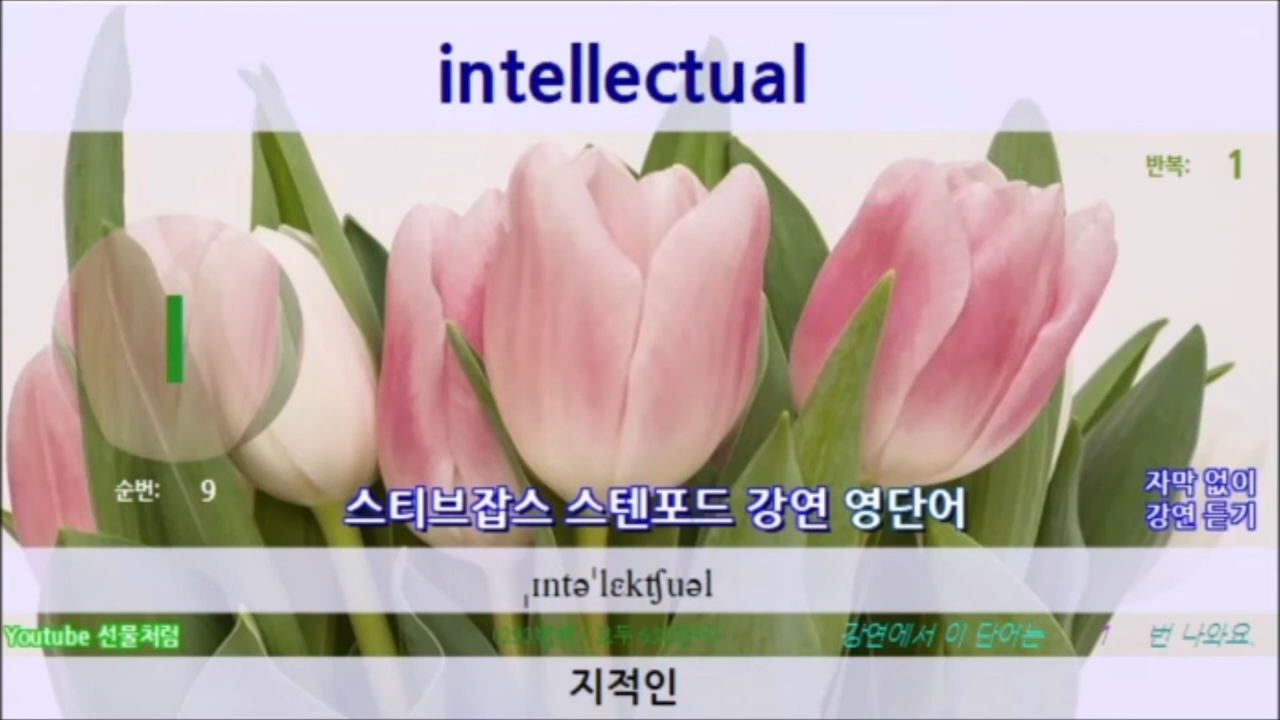 intellectual
반복: 1
I
순번: 9
스티브잡스 스텐포드 강연 영단어
자막 없이
강연 듣기
ˌɪntəˈlɛkʧuəl
Youtube 선물처럼
강연에서 이 단어는 1 번 나와요.
지적인